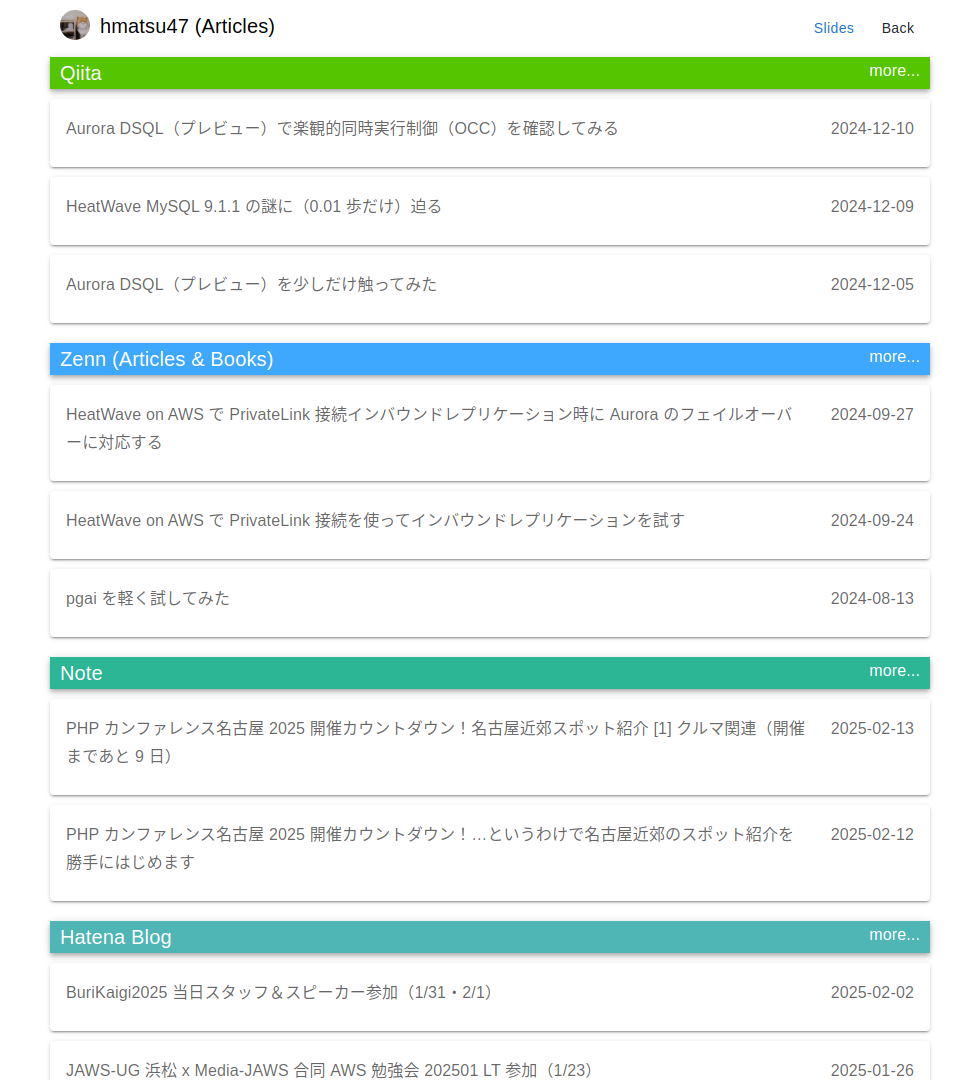 hmatsu47 (Articles)
Slides
Back
Qiita
more...
Aurora DSQL（プレビュー）で楽観的同時実行制御（OCC）を確認してみる
2024-12-10
HeatWave MySQL 9.1.1 の謎に（0.01 歩だけ）迫る
2024-12-09
Aurora DSQL（プレビュー）を少しだけ触ってみた
2024-12-05
Zenn (Articles & Books)
more...
HeatWave on AWS で PrivateLink 接続インバウンドレプリケーション時に Aurora のフェイルオーバ
ーに対応する
2024-09-27
HeatWave on AWS で PrivateLink 接続を使ってインバウンドレプリケーションを試す
2024-09-24
pgai を軽く試してみた
2024-08-13
Note
more...
PHP カンファレンス名古屋 2025 開催カウントダウン！名古屋近郊スポット紹介 [1] クルマ関連（開催
まであと 9 日）
2025-02-13
PHP カンファレンス名古屋 2025 開催カウントダウン！…というわけで名古屋近郊のスポット紹介を
勝手にはじめます
2025-02-12
Hatena Blog
more...
BuriKaigi2025 当日スタッフ＆スピーカー参加（1/31・2/1）
2025-02-02
JAWS-UG 浜松 x Media-JAWS 合同 AWS 勉強会 202501 LT 参加（1/23）
2025-01-26